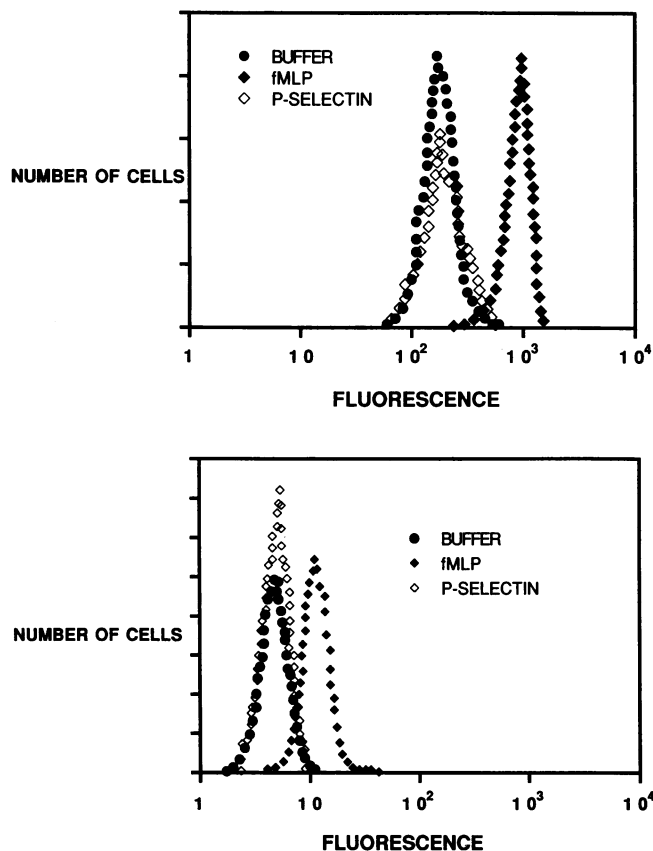 BUFFER
fMLP
P-SELECTIN
NUMBER OF CELLS
1 10 10² 10³ 10⁴
FLUORESCENCE
BUFFER
fMLP
P-SELECTIN
NUMBER OF CELLS
1 10 10² 10³ 10⁴
FLUORESCENCE